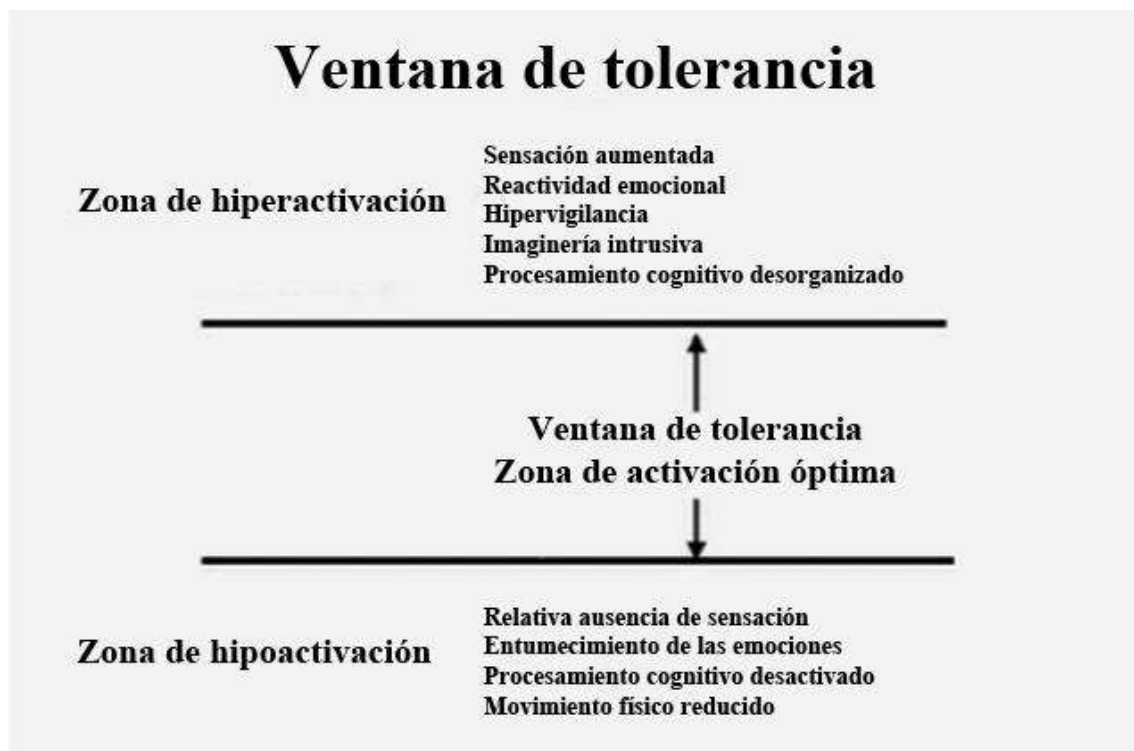 Ventana de tolerancia
Zona de hiperactivación
Sensación aumentada
Reactividad emocional
Hipervigilancia
Imaginería intrusiva
Procesamiento cognitivo desorganizado
Ventana de tolerancia
Zona de activación óptima
Zona de hipoactivación
Relativa ausencia de sensación
Entumecimiento de las emociones
Procesamiento cognitivo desactivado
Movimiento físico reducido